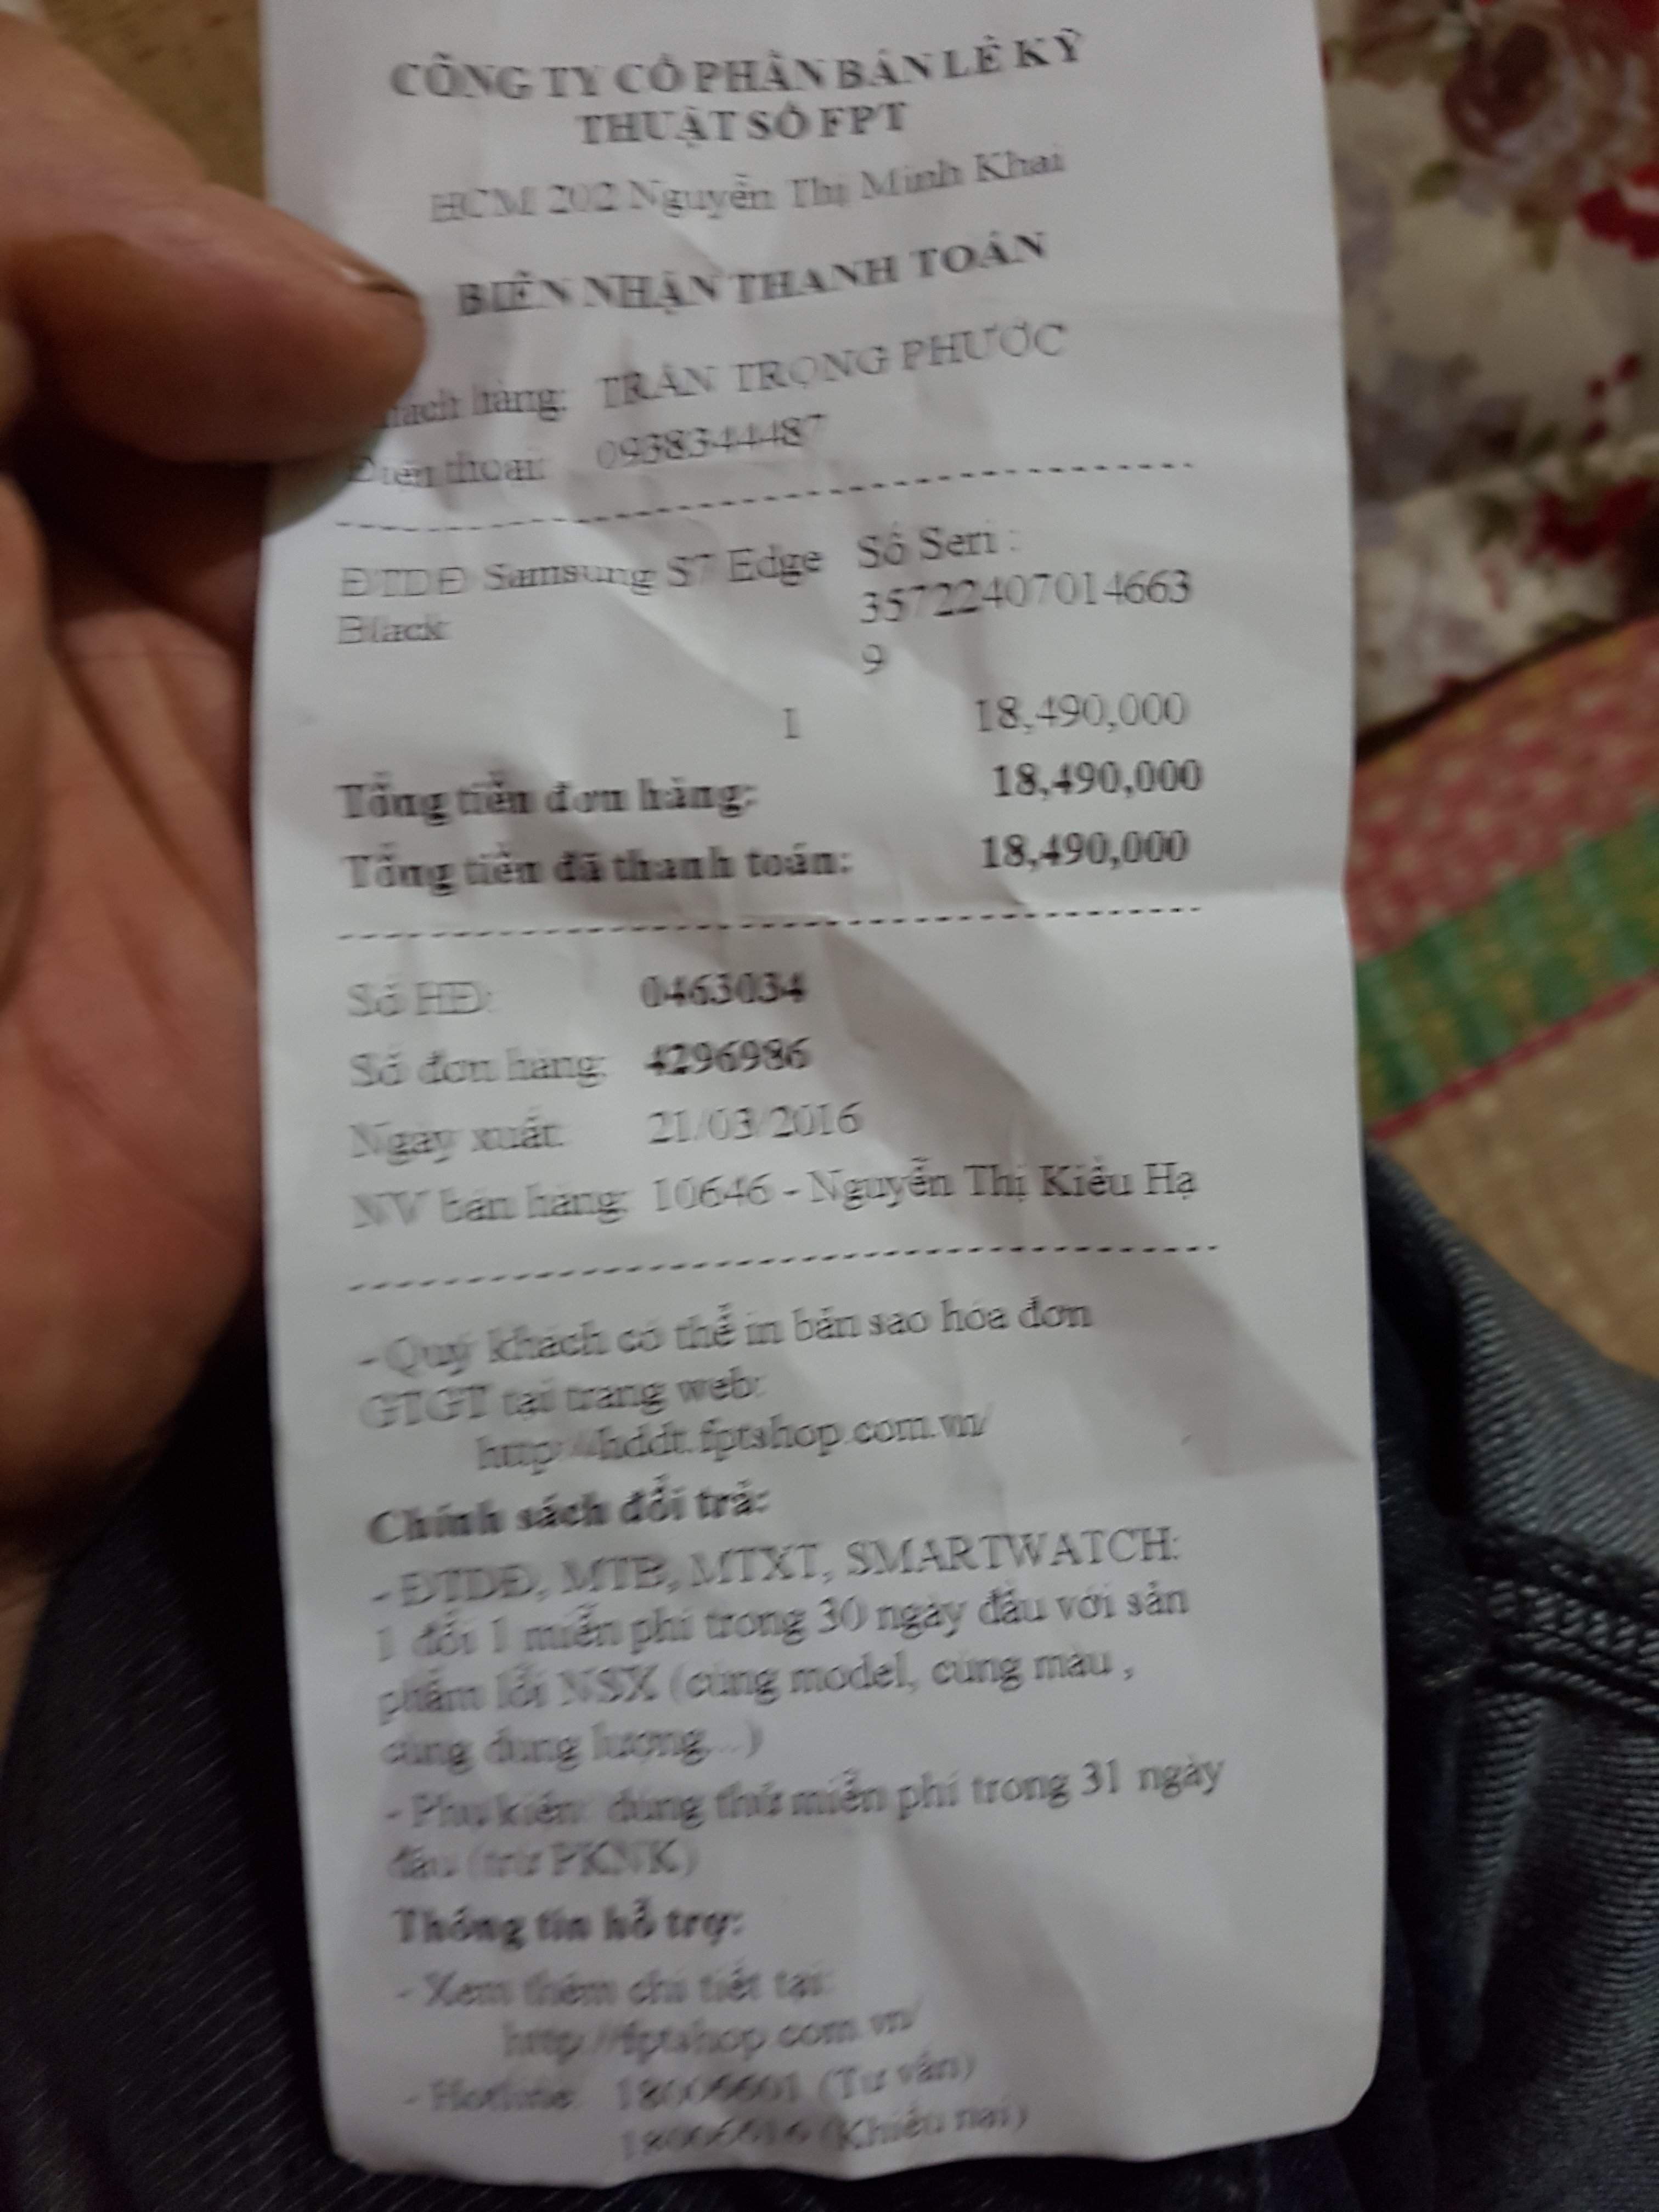 CÔNG TY CỔ PHẦN BÁN LẺ KỸ
THUẬT SỐ FPT
HCM 202 Nguyễn Thị Minh Khai
BIÊN NHẬN THANH TOÁN
hách hàng: TRẦN TRỌNG PHƯỚC
Điện thoại: 0938344487
ĐTDĐ Samsung S7 Edge Số Seri :
Black 35722407014663
9
1 18,490,000
Tổng tiền đơn hàng: 18,490,000
Tổng tiền đã thanh toán: 18,490,000
Số HĐ: 0463034
Số đơn hàng: 4296986
Ngày xuất: 21/03/2016
NV bán hàng: 10646 - Nguyễn Thị Kiều Hạ
- Quý khách có thể in bản sao hóa đơn
GTGT tại trang web:
http://hddt.fptshop.com.vn/
Chính sách đổi trả:
- ĐTDĐ, MTB, MTXT, SMARTWATCH:
1 đổi 1 miễn phí trong 30 ngày đầu với sản
phẩm lỗi NSX (cùng model, cùng màu ,
cùng dung lượng...)
- Phụ kiện: dùng thử miễn phí trong 31 ngày
đầu (trừ PKNK)
Thông tin hỗ trợ:
- Xem thêm chi tiết tại:
http://fptshop.com.vn/
- Hotline: 18006601 (Tư vấn)
18006616 (Khiếu nại)